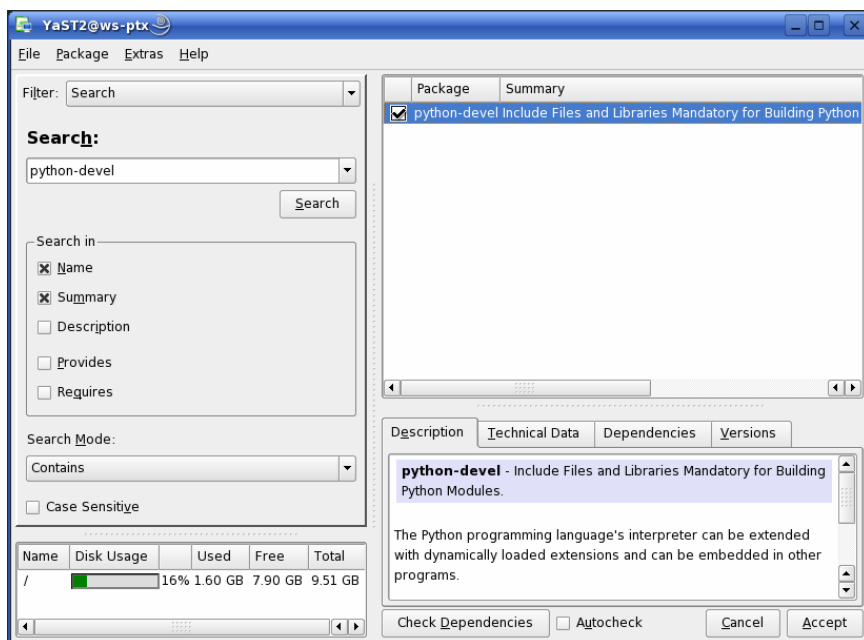 YaST2@ws-ptx
File Package Extras Help
Filter: Search
Search:
python-devel
Search
Search in
Name
Summary
Description
Provides
Requires
Search Mode:
Contains
Case Sensitive
Name Disk Usage Used Free Total
/ 16% 1.60 GB 7.90 GB 9.51 GB
Package Summary
python-devel Include Files and Libraries Mandatory for Building Python
Description Technical Data Dependencies Versions
python-devel - Include Files and Libraries Mandatory for Building
Python Modules.
The Python programming language's interpreter can be extended
with dynamically loaded extensions and can be embedded in other
programs.
Check Dependencies Autocheck Cancel Accept